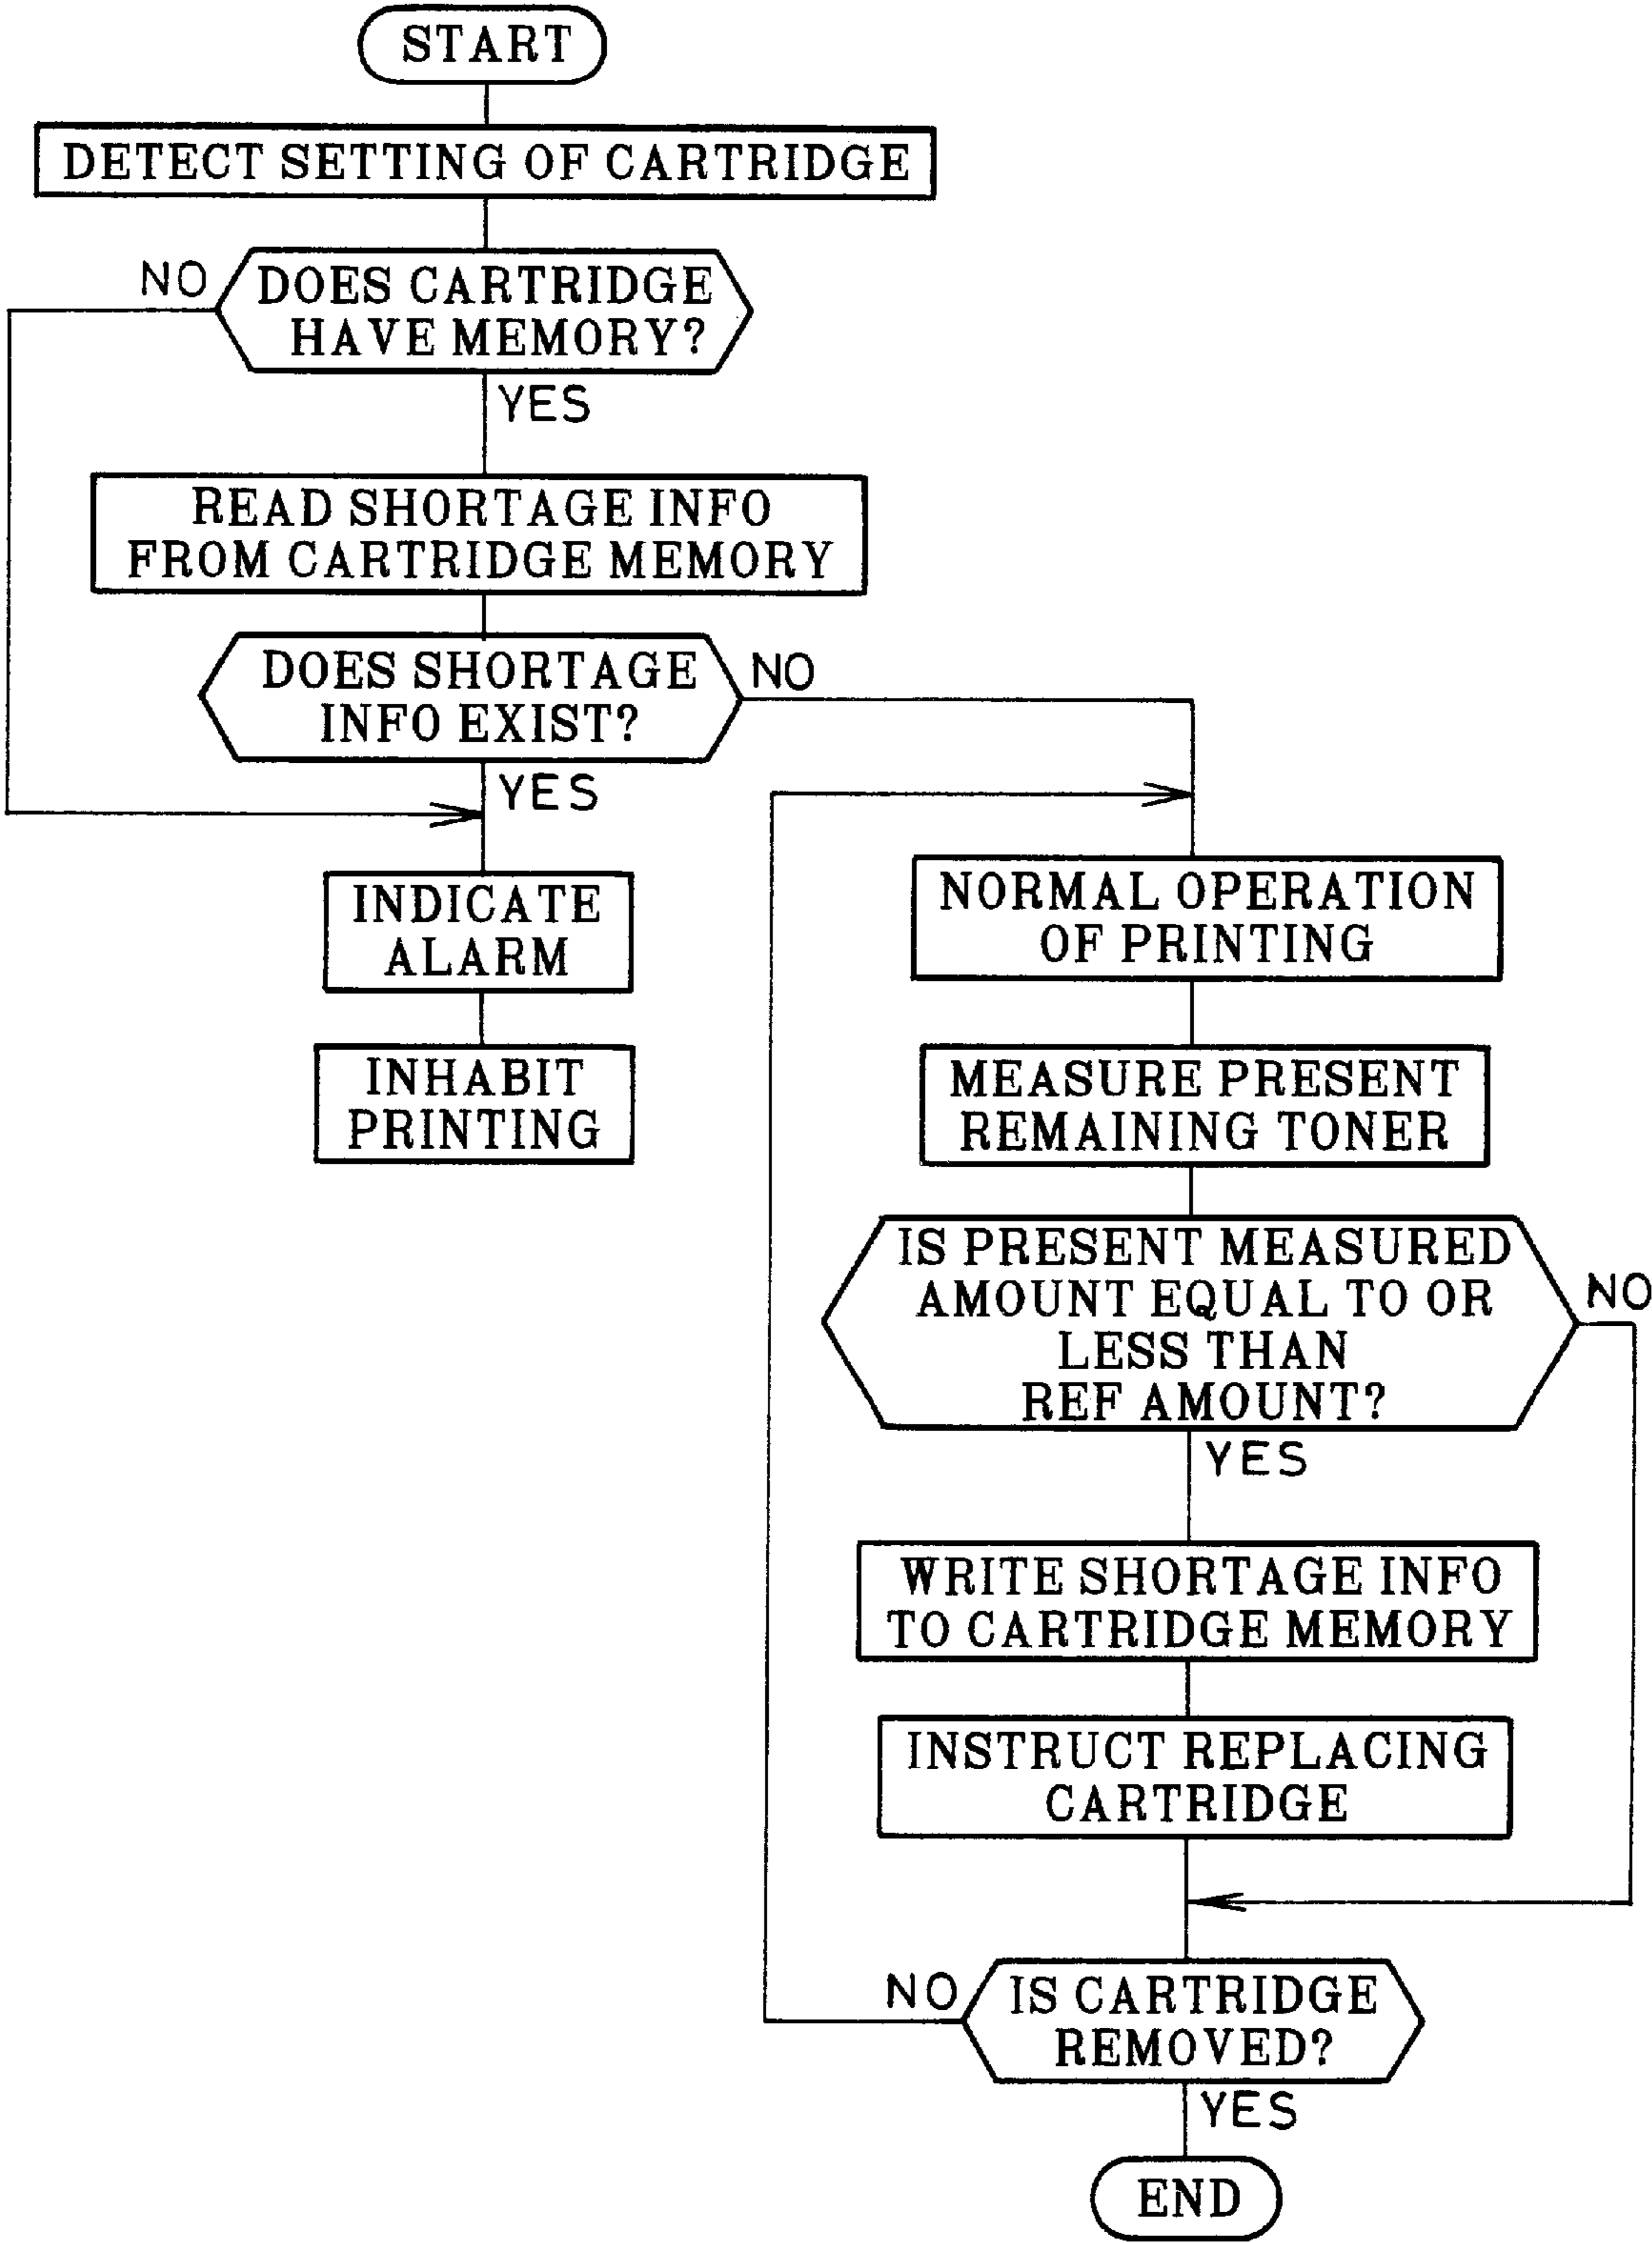 START
DETECT SETTING OF CARTRIDGE
NO
DOES CARTRIDGE
HAVE MEMORY?
YES
READ SHORTAGE INFO
FROM CARTRIDGE MEMORY
DOES SHORTAGE
INFO EXIST?
NO
YES
INDICATE
ALARM
INHABIT
PRINTING
NORMAL OPERATION
OF PRINTING
MEASURE PRESENT
REMAINING TONER
IS PRESENT MEASURED
AMOUNT EQUAL TO OR
LESS THAN
REF AMOUNT?
NO
YES
WRITE SHORTAGE INFO
TO CARTRIDGE MEMORY
INSTRUCT REPLACING
CARTRIDGE
NO
IS CARTRIDGE
REMOVED?
YES
END